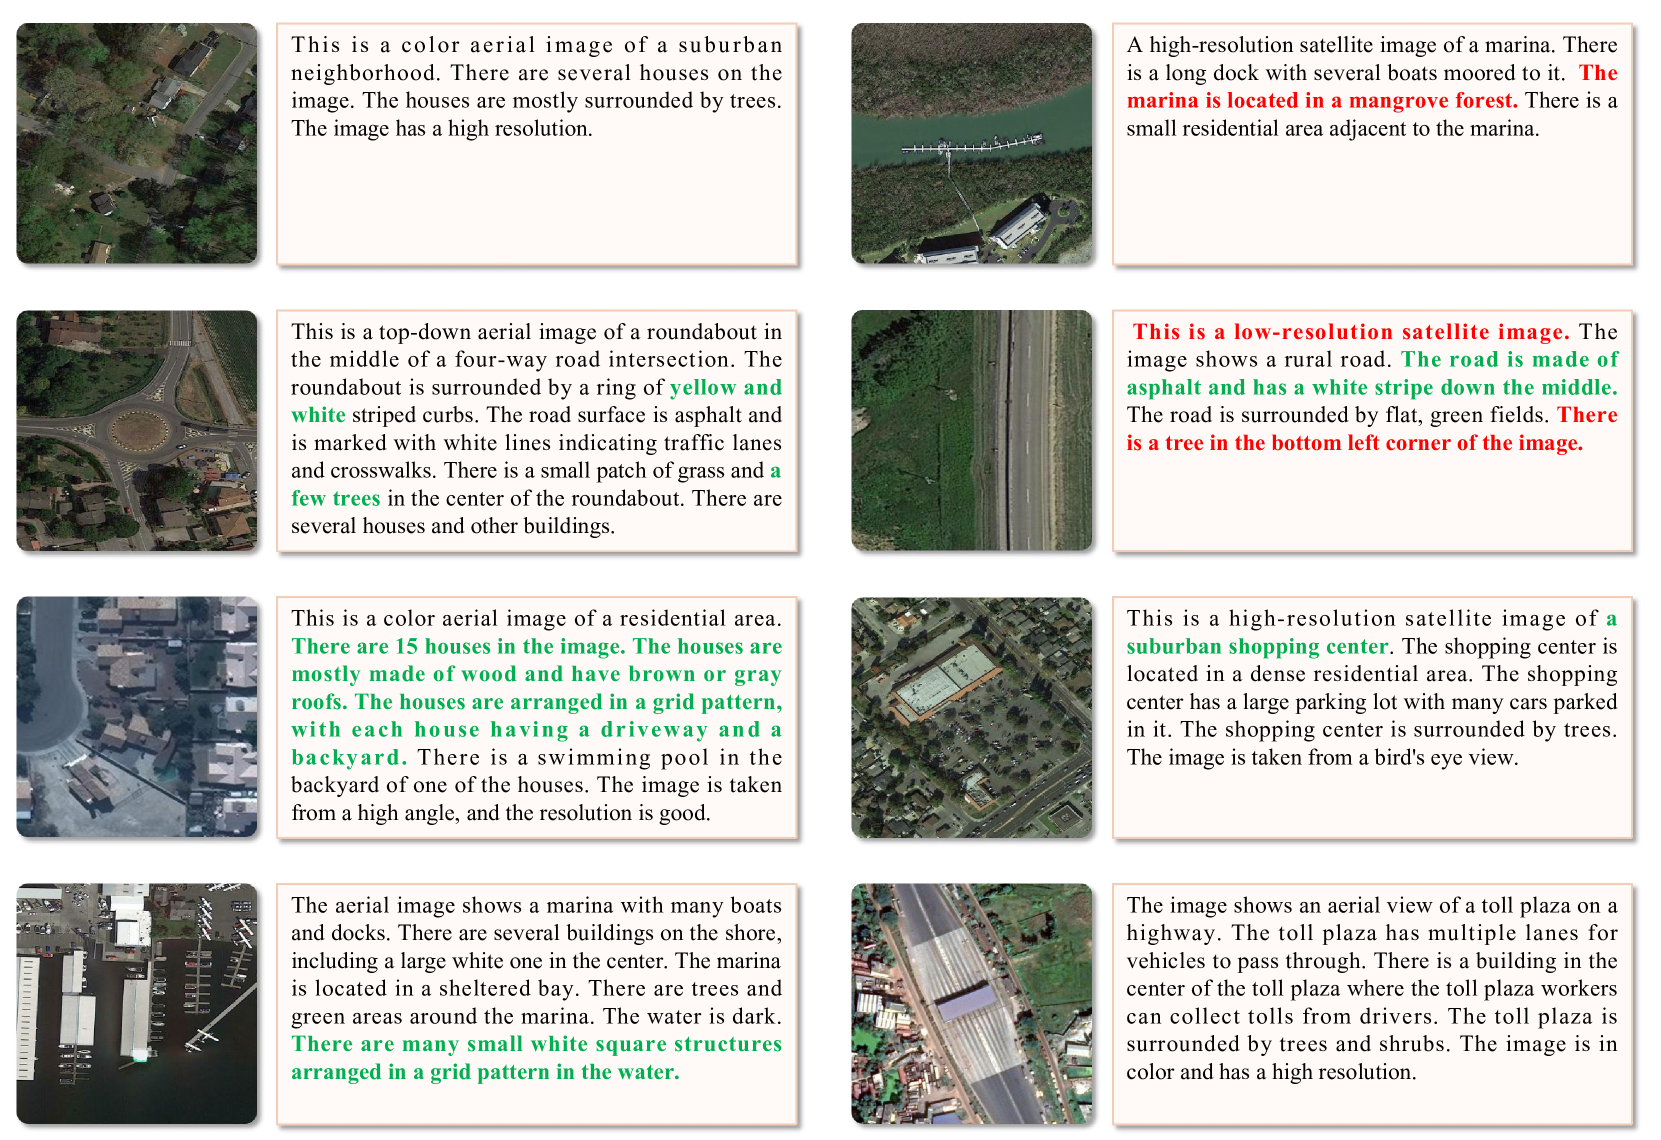 This is a color aerial image of a suburban
neighborhood. There are several houses on the
image. The houses are mostly surrounded by trees.
The image has a high resolution.
A high-resolution satellite image of a marina. There
is a long dock with several boats moored to it. The
marina is located in a mangrove forest. There is a
small residential area adjacent to the marina.
This is a top-down aerial image of a roundabout in
the middle of a four-way road intersection. The
roundabout is surrounded by a ring of yellow and
white striped curbs. The road surface is asphalt and
is marked with white lines indicating traffic lanes
and crosswalks. There is a small patch of grass and a
few trees in the center of the roundabout. There are
several houses and other buildings.
This is a low-resolution satellite image. The
image shows a rural road. The road is made of
asphalt and has a white stripe down the middle.
The road is surrounded by flat, green fields. There
is a tree in the bottom left corner of the image.
This is a color aerial image of a residential area.
There are 15 houses in the image. The houses are
mostly made of wood and have brown or gray
roofs. The houses are arranged in a grid pattern,
with each house having a driveway and a
backyard. There is a swimming pool in the
backyard of one of the houses. The image is taken
from a high angle, and the resolution is good.
This is a high-resolution satellite image of a
suburban shopping center. The shopping center is
located in a dense residential area. The shopping
center has a large parking lot with many cars parked
in it. The shopping center is surrounded by trees.
The image is taken from a bird's eye view.
The aerial image shows a marina with many boats
and docks. There are several buildings on the shore,
including a large white one in the center. The marina
is located in a sheltered bay. There are trees and
green areas around the marina. The water is dark.
There are many small white square structures
arranged in a grid pattern in the water.
The image shows an aerial view of a toll plaza on a
highway. The toll plaza has multiple lanes for
vehicles to pass through. There is a building in the
center of the toll plaza where the toll plaza workers
can collect tolls from drivers. The toll plaza is
surrounded by trees and shrubs. The image is in
color and has a high resolution.